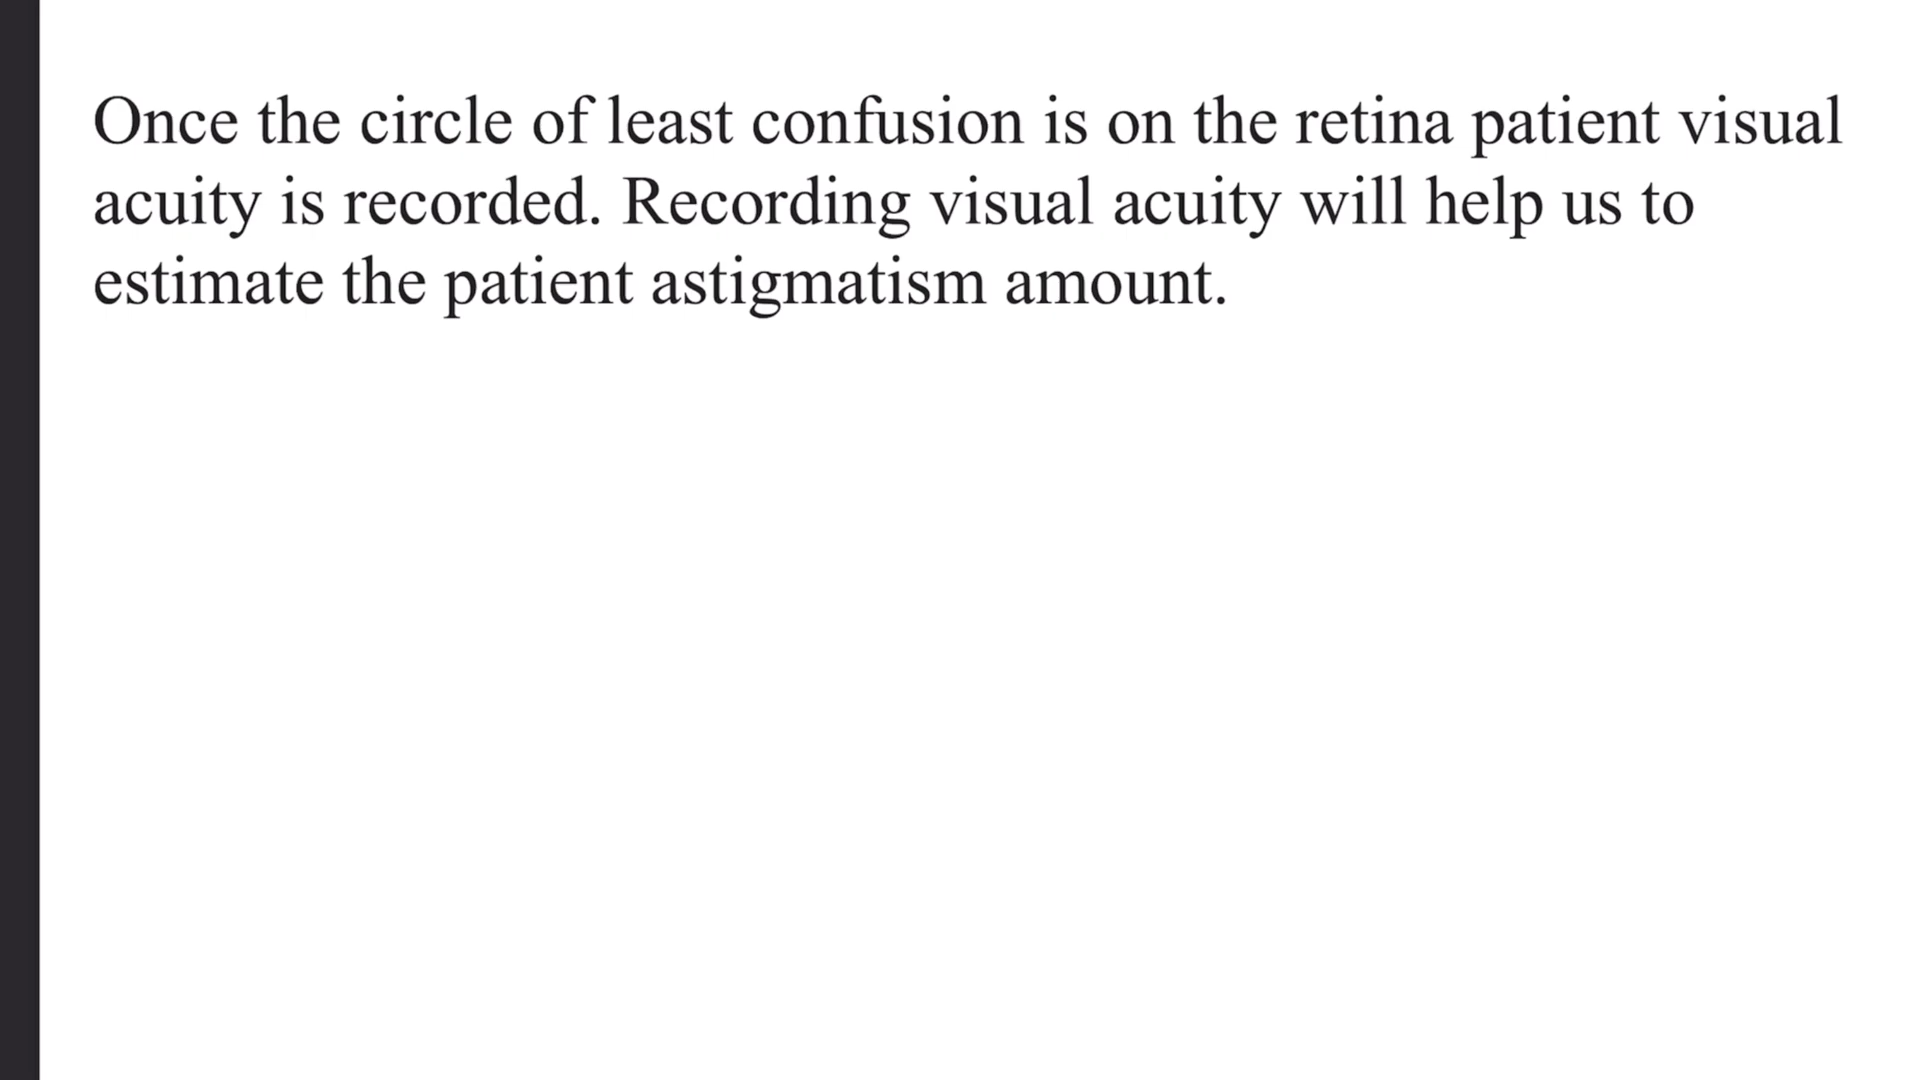 Once the circle of least confusion is on the retina patient visual
acuity is recorded. Recording visual acuity will help us to
estimate the patient astigmatism amount.